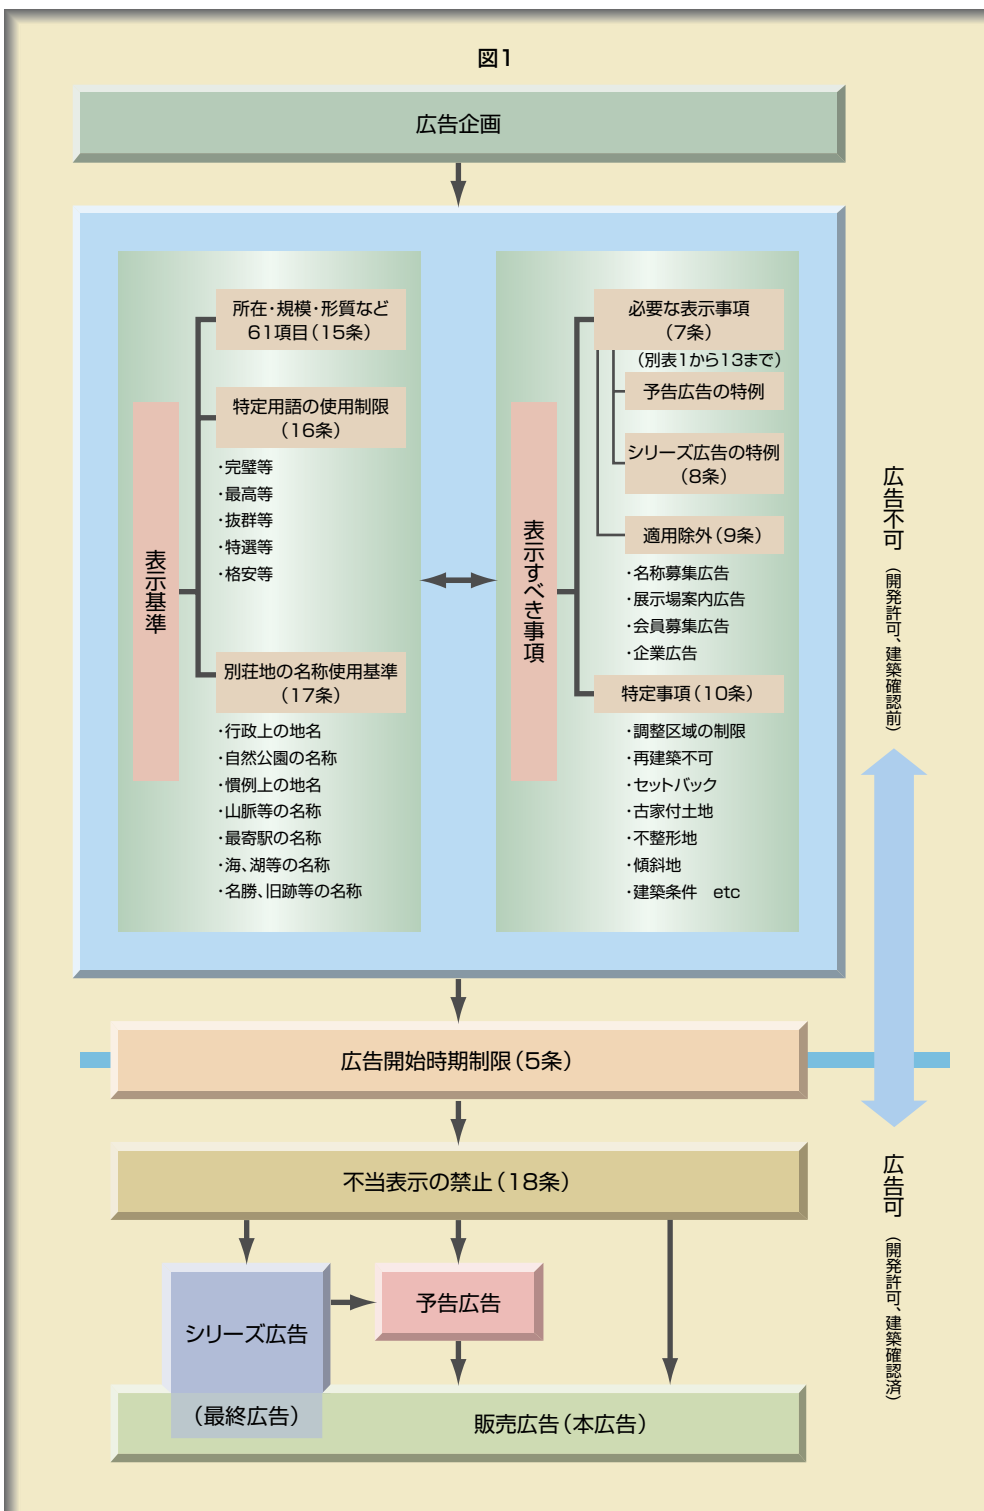 図1
広告企画
表示基準
所在・規模・形質など
61項目（15条）
特定用語の使用制限
（16条）
・完璧等
・最高等
・抜群等
・特選等
・格安等
別荘地の名称使用基準
（17条）
・行政上の地名
・自然公園の名称
・慣例上の地名
・山脈等の名称
・最寄駅の名称
・海、湖等の名称
・名勝、旧跡等の名称
表示すべき事項
必要な表示事項
（7条）
（別表1から13まで）
予告広告の特例
シリーズ広告の特例
（8条）
適用除外（9条）
・名称募集広告
・展示場案内広告
・会員募集広告
・企業広告
特定事項（10条）
・調整区域の制限
・再建築不可
・セットバック
・古家付土地
・不整形地
・傾斜地
・建築条件　etc
広告不可（開発許可、建築確認前）
広告開始時期制限（5条）
不当表示の禁止（18条）
広告可（開発許可、建築確認済）
シリーズ広告
予告広告
（最終広告）
販売広告（本広告）